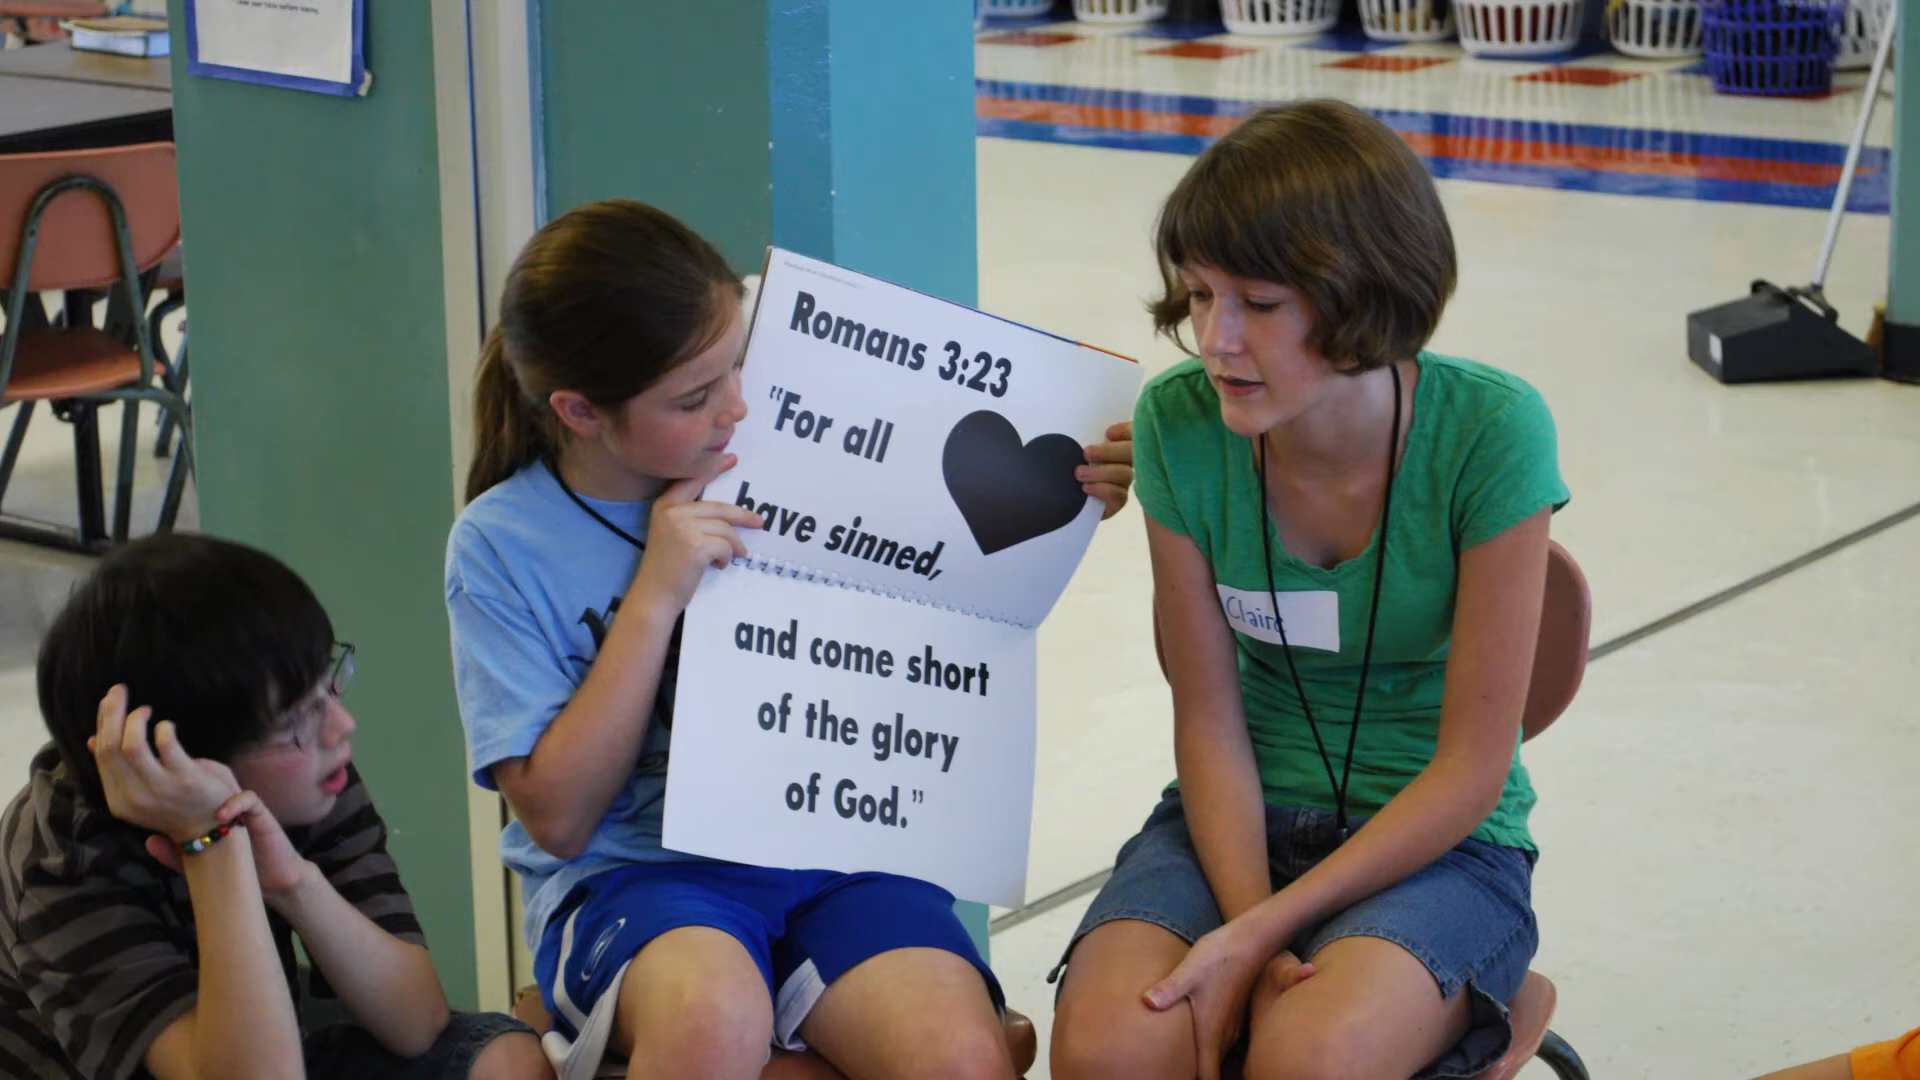 Romans 3:23
"For all
have sinned,
and come short
of the glory
of God."
Claire